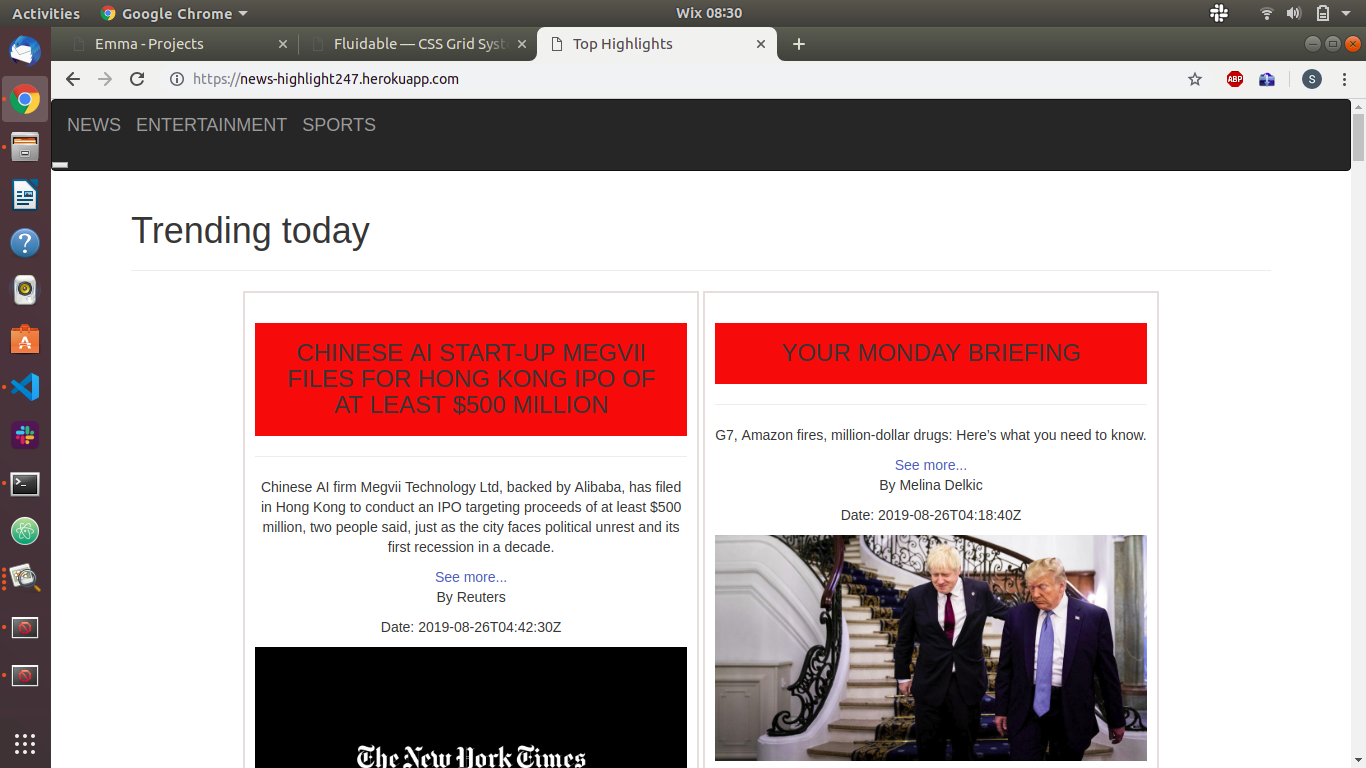 Activities
Google Chrome
Wix 08:30
Emma - Projects
Fluidable — CSS Grid Syst
Top Highlights
https://news-highlight247.herokuapp.com
ABP
S
NEWS ENTERTAINMENT SPORTS
Trending today
CHINESE AI START-UP MEGVII
FILES FOR HONG KONG IPO OF
AT LEAST $500 MILLION
Chinese AI firm Megvii Technology Ltd, backed by Alibaba, has filed
in Hong Kong to conduct an IPO targeting proceeds of at least $500
million, two people said, just as the city faces political unrest and its
first recession in a decade.
See more...
By Reuters
Date: 2019-08-26T04:42:30Z
The New York Times
YOUR MONDAY BRIEFING
G7, Amazon fires, million-dollar drugs: Here’s what you need to know.
See more...
By Melina Delkic
Date: 2019-08-26T04:18:40Z